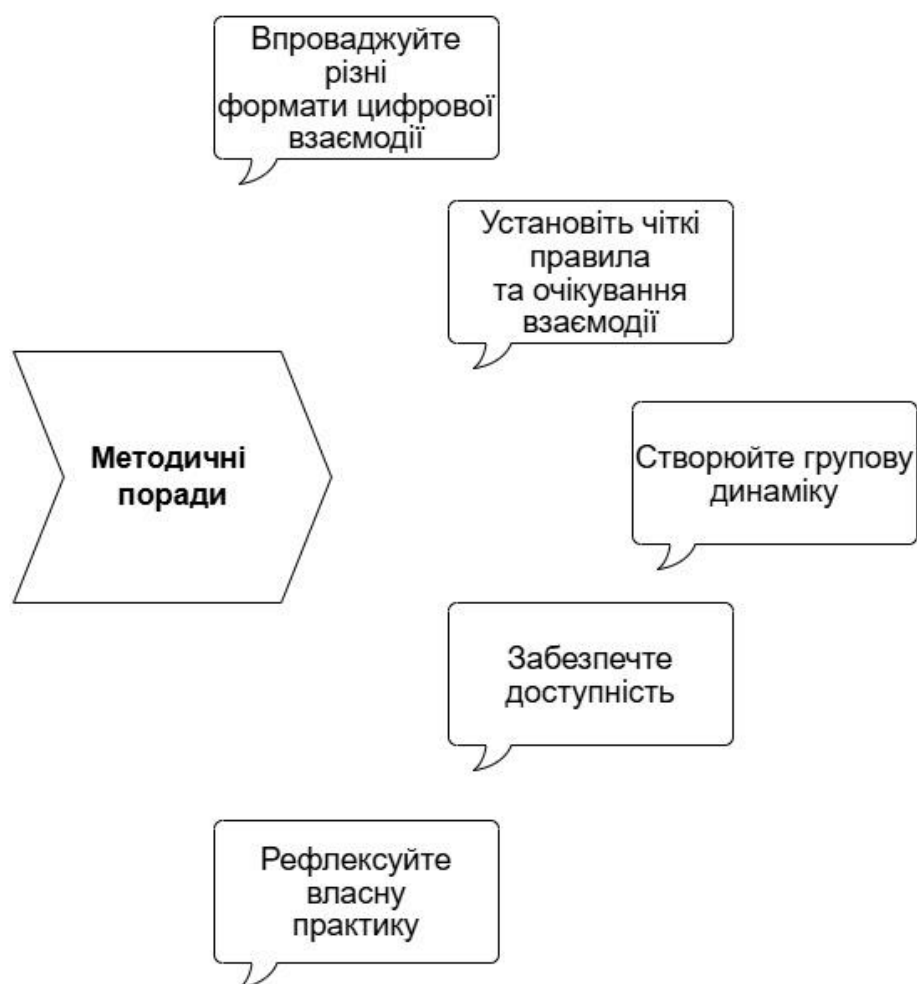 Впроваджуйте
різні
формати цифрової
взаємодії
Установіть чіткі
правила
та очікування
взаємодії
Методичні
поради
Створюйте групову
динаміку
Забезпечте
доступність
Рефлексуйте
власну
практику